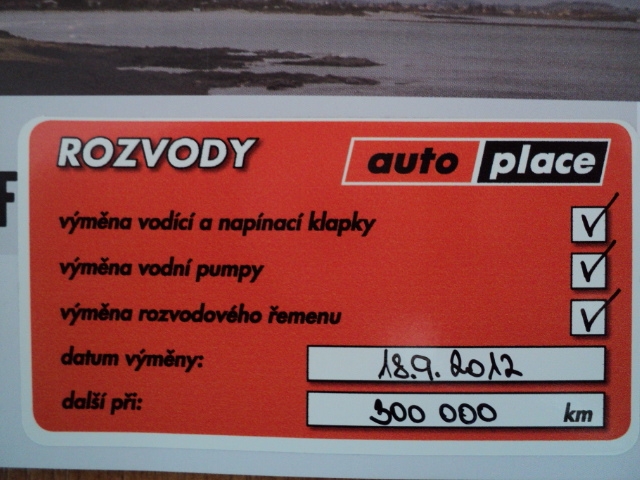 ROZVODY auto place
výměna vodící a napínací klapky
výměna vodní pumpy
výměna rozvodového řemenu
datum výměny: 18.9.2012
další při: 300 000 km
F